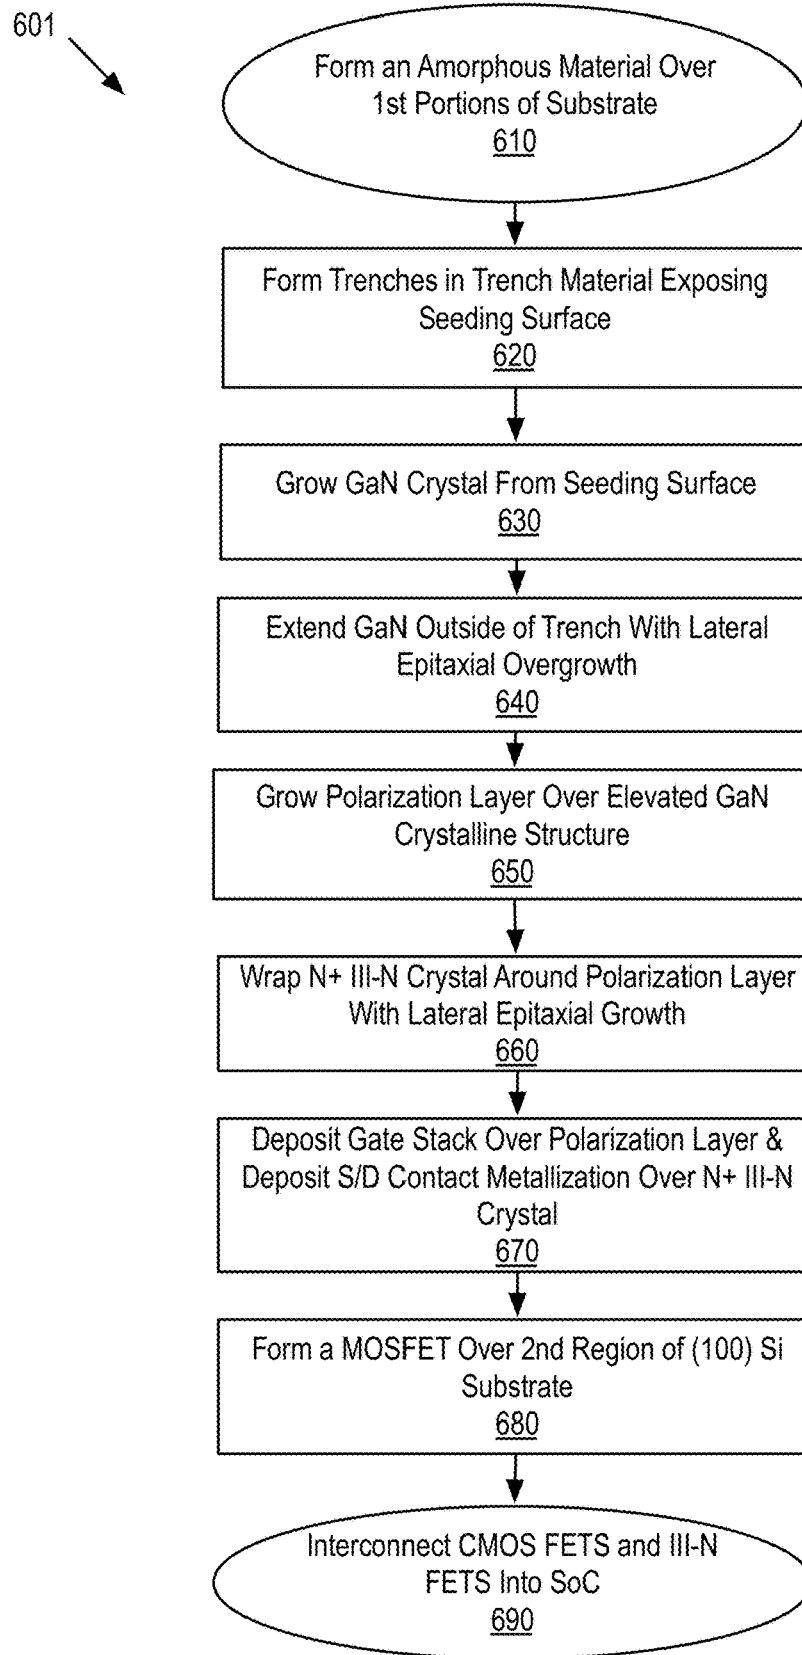 601
Form an Amorphous Material Over
1st Portions of Substrate
610
Form Trenches in Trench Material Exposing
Seeding Surface
620
Grow GaN Crystal From Seeding Surface
630
Extend GaN Outside of Trench With Lateral
Epitaxial Overgrowth
640
Grow Polarization Layer Over Elevated GaN
Crystalline Structure
650
Wrap N+ III-N Crystal Around Polarization Layer
With Lateral Epitaxial Growth
660
Deposit Gate Stack Over Polarization Layer &
Deposit S/D Contact Metallization Over N+ III-N
Crystal
670
Form a MOSFET Over 2nd Region of (100) Si
Substrate
680
Interconnect CMOS FETS and III-N
FETS Into SoC
690